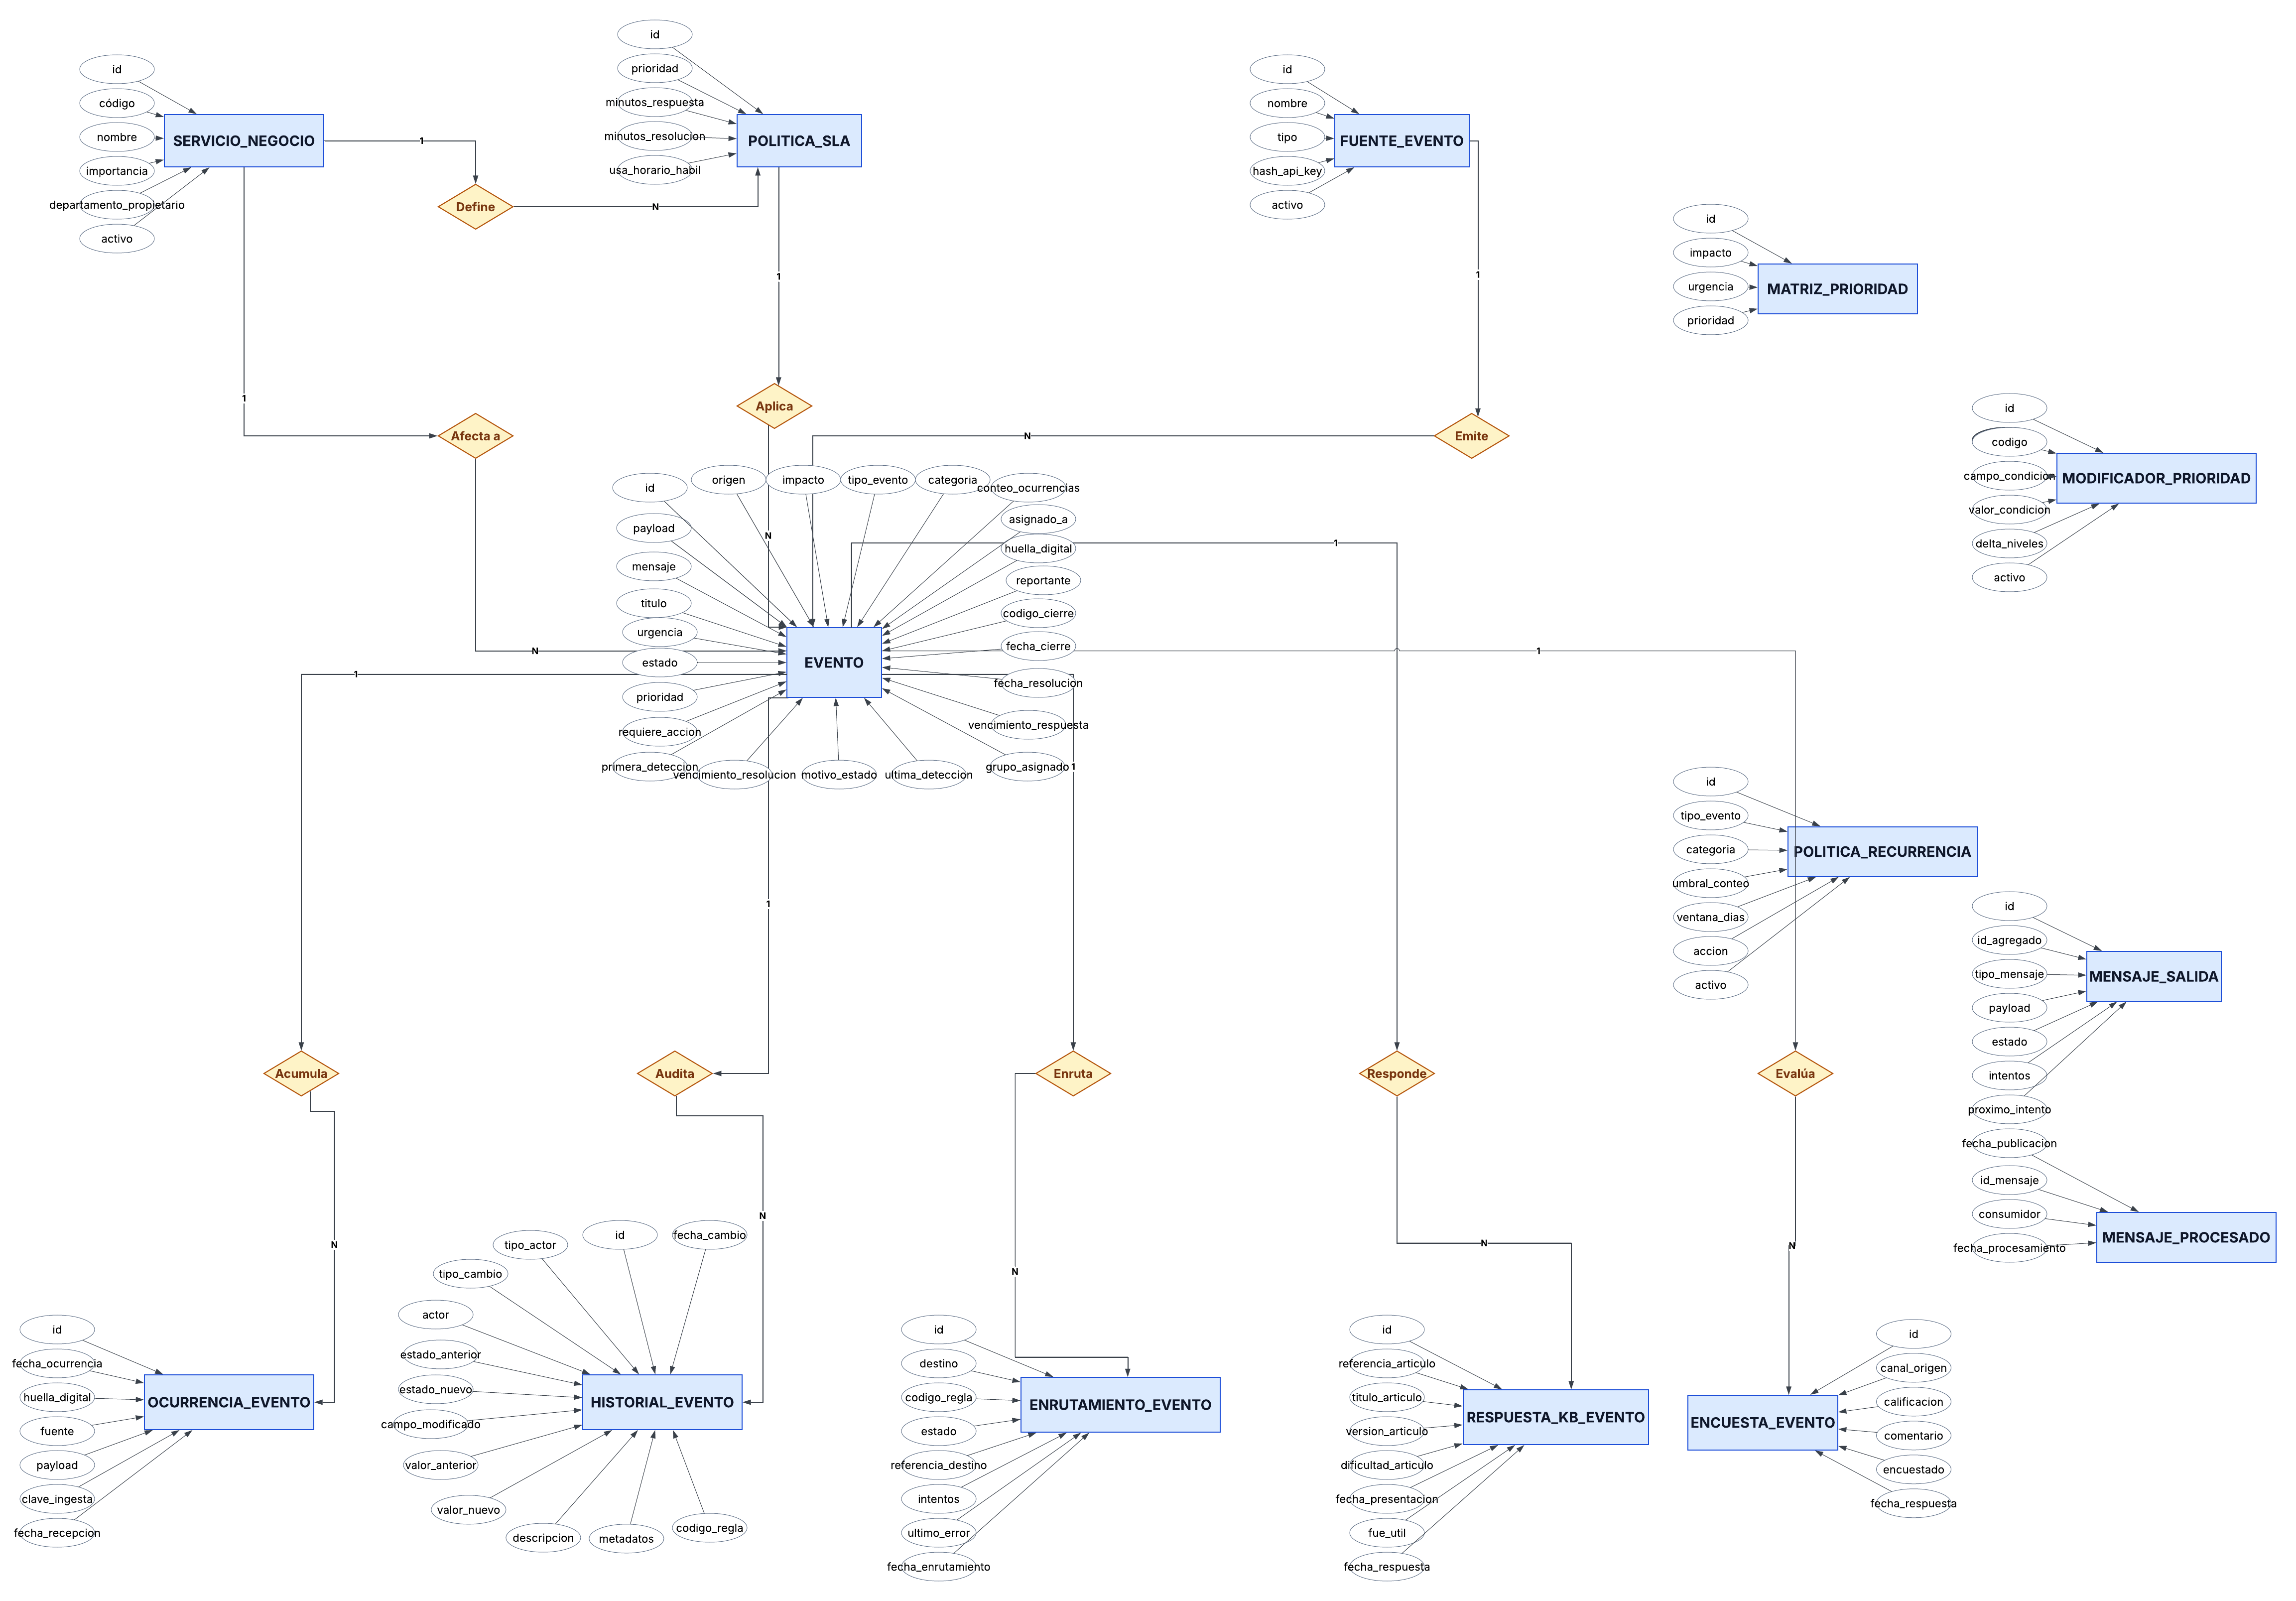 id
código
nombre
importancia
departamento_propietario
activo
SERVICIO_NEGOCIO
1
Define
N
id
prioridad
minutos_respuesta
minutos_resolucion
usa_horario_habil
POLITICA_SLA
1
Aplica
N
id
nombre
tipo
hash_api_key
activo
FUENTE_EVENTO
1
Emite
N
id
impacto
urgencia
prioridad
MATRIZ_PRIORIDAD
id
codigo
campo_condicion
valor_condicion
delta_niveles
activo
MODIFICADOR_PRIORIDAD
1
Afecta a
N
id
payload
mensaje
titulo
urgencia
estado
prioridad
requiere_accion
primera_deteccion
vencimiento_resolucion
motivo_estado
ultima_deteccion
grupo_asignado
vencimiento_respuesta
fecha_resolucion
fecha_cierre
codigo_cierre
reportante
huella_digital
asignado_a
conteo_ocurrencias
categoria
tipo_evento
impacto
origen
EVENTO
1
1
1
1
1
id
tipo_evento
categoria
umbral_conteo
ventana_dias
accion
activo
POLITICA_RECURRENCIA
id
id_agregado
tipo_mensaje
payload
estado
intentos
proximo_intento
MENSAJE_SALIDA
fecha_publicacion
id_mensaje
consumidor
fecha_procesamiento
MENSAJE_PROCESADO
Acumula
Audita
Enruta
Responde
Evalúa
N
N
N
N
N
id
fecha_ocurrencia
huella_digital
fuente
payload
clave_ingesta
fecha_recepcion
OCURRENCIA_EVENTO
fecha_cambio
id
tipo_actor
tipo_cambio
actor
estado_anterior
estado_nuevo
campo_modificado
valor_anterior
valor_nuevo
descripcion
metadatos
codigo_regla
HISTORIAL_EVENTO
id
destino
codigo_regla
estado
referencia_destino
intentos
ultimo_error
fecha_enrutamiento
ENRUTAMIENTO_EVENTO
id
referencia_articulo
titulo_articulo
version_articulo
dificultad_articulo
fecha_presentacion
fue_util
fecha_respuesta
RESPUESTA_KB_EVENTO
id
canal_origen
calificacion
comentario
encuestado
fecha_respuesta
ENCUESTA_EVENTO